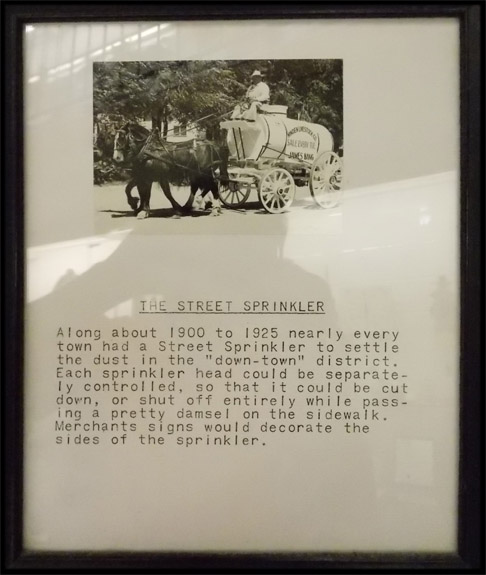 JAMES KING
THE STREET SPRINKLER
Along about 1900 to 1925 nearly every
town had a Street Sprinkler to settle
the dust in the "down-town" district.
Each sprinkler head could be separate-
ly controlled, so that it could be cut
down, or shut off entirely while pass-
ing a pretty damsel on the sidewalk.
Merchants signs would decorate the
sides of the sprinkler.